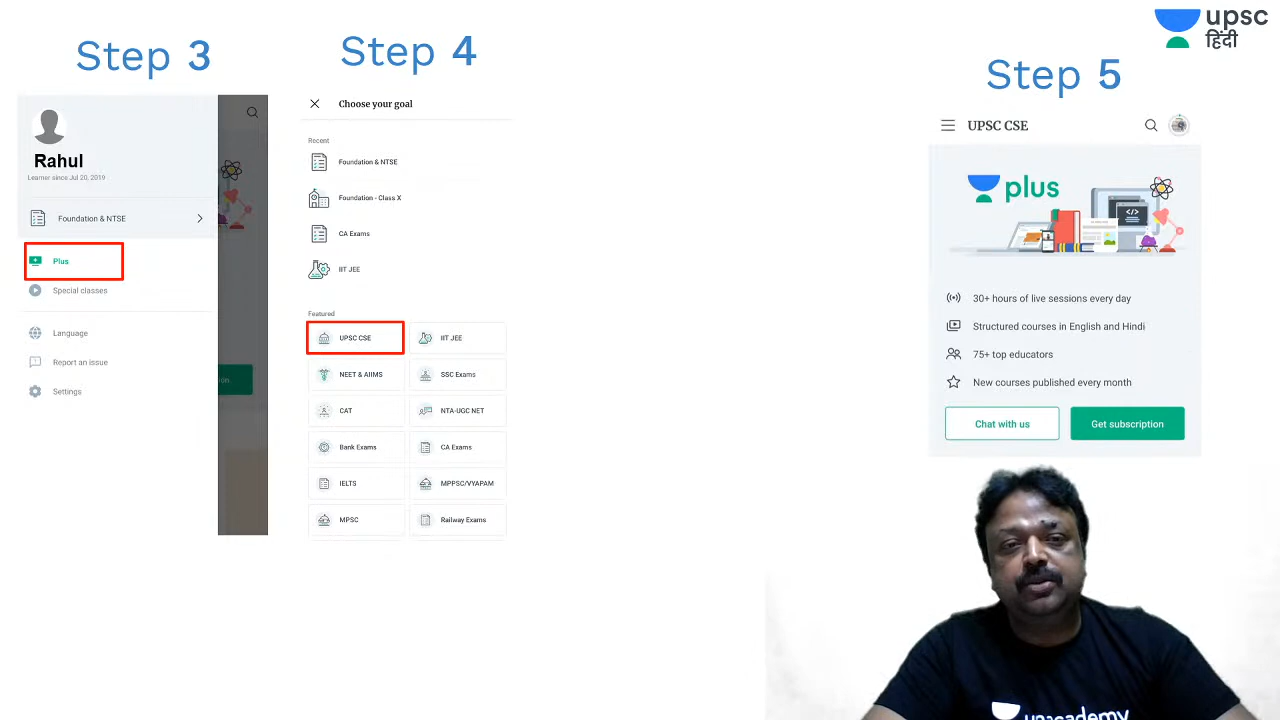 upsc
हिंदी
Step 3
Rahul
Learner since Jul 20, 2019
Foundation & NTSE
Plus
Special classes
Language
Report an issue
Settings
Step 4
Choose your goal
Recent
Foundation & NTSE
Foundation - Class X
CA Exams
IIT JEE
Featured
UPSC CSE
IIT JEE
NEET & AIIMS
SSC Exams
CAT
NTA-UGC NET
Bank Exams
CA Exams
IELTS
MPPSC/VYAPAM
MPSC
Railway Exams
Step 5
UPSC CSE
plus
30+ hours of live sessions every day
Structured courses in English and Hindi
75+ top educators
New courses published every month
Chat with us
Get subscription
unacademy